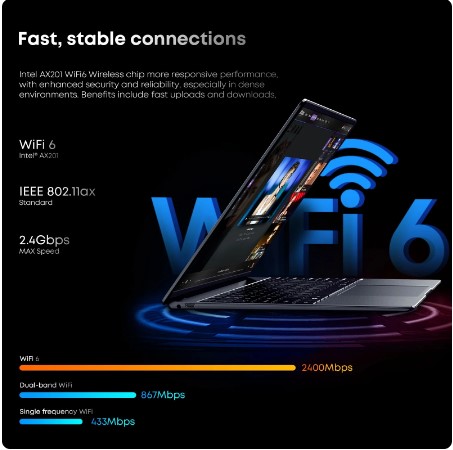 Fast, stable connections
Intel AX201 WiFi6 Wireless chip more responsive performance,
with enhanced security and reliability, especially in dense
environments. Benefits include fast uploads and downloads,
WiFi 6
Intel® AX201
IEEE 802.11ax
Standard
2.4Gbps
MAX Speed
WiFi 6
WiFi 6
2400Mbps
Dual-band WiFi
867Mbps
Single frequency WiFi
433Mbps